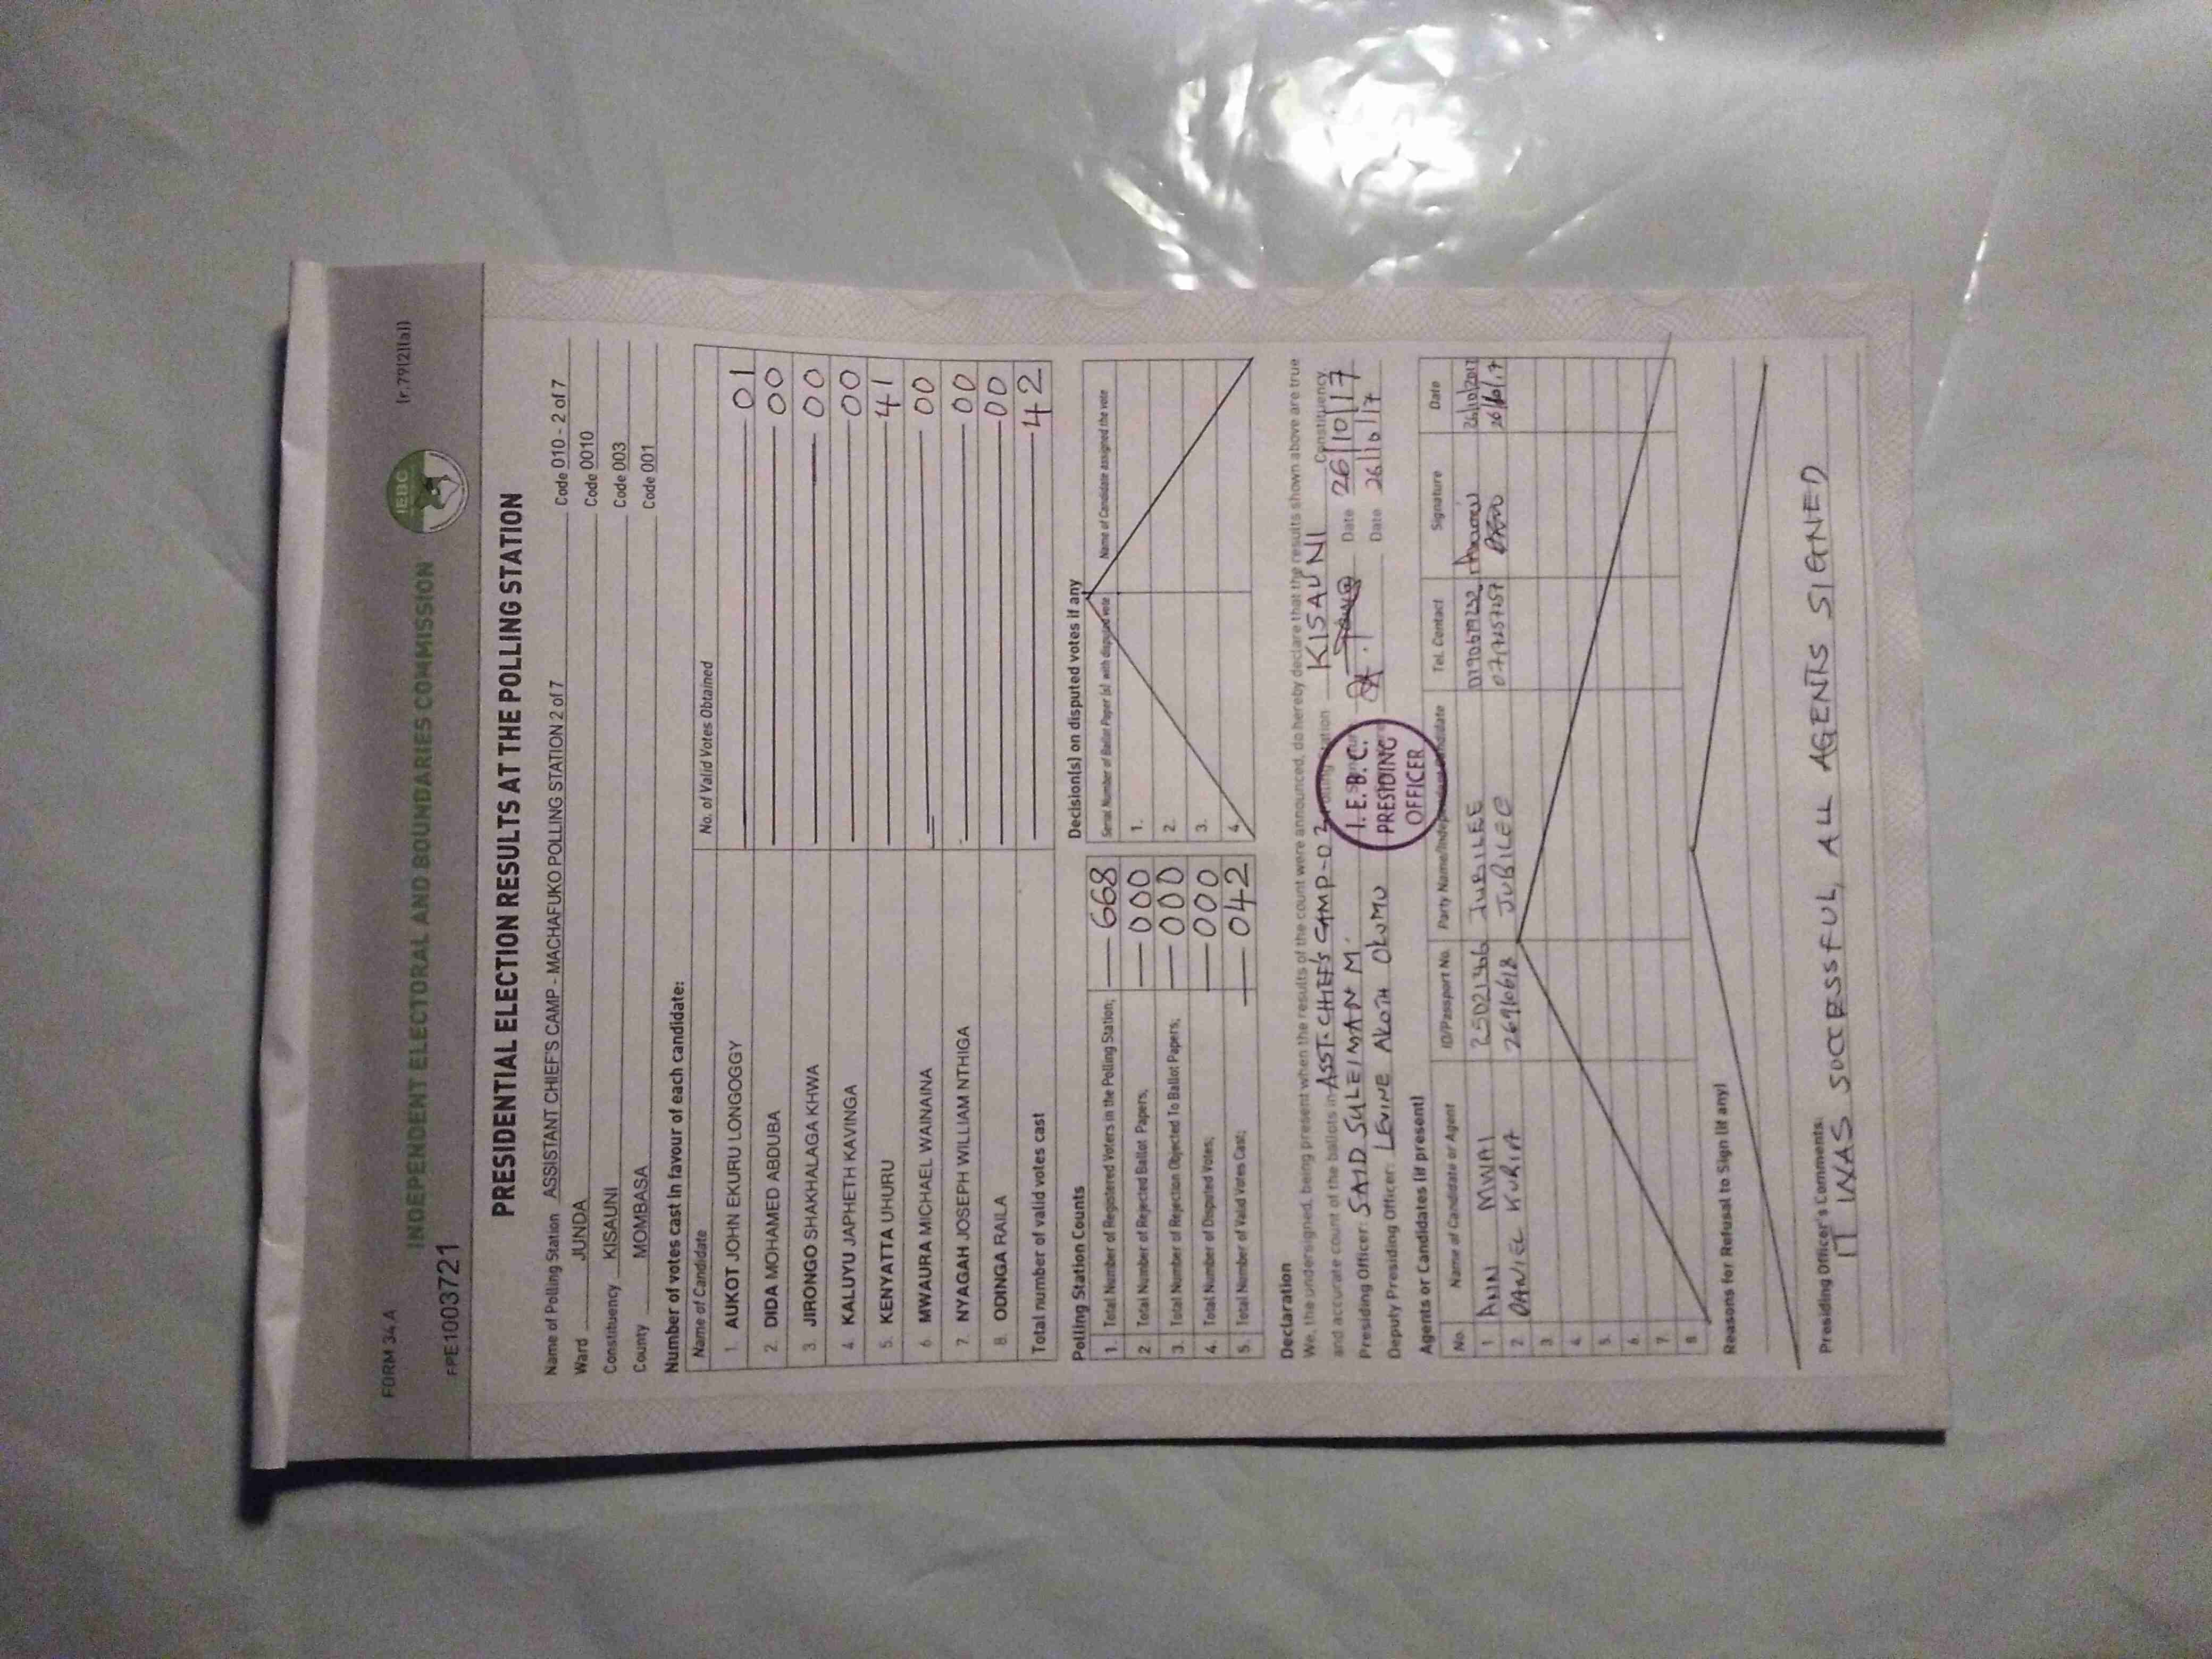 FORM 34A (r.79(2)(a))
INDEPENDENT ELECTORAL AND BOUNDARIES COMMISSION
IEBC
PRE1003721
PRESIDENTIAL ELECTION RESULTS AT THE POLLING STATION
Name of Polling Station ASSISTANT CHIEF'S CAMP - MACHAFUKO POLLING STATION 2 of 7 Code 010 - 2 of 7
Ward JUNDA Code 0010
Constituency KISAUNI Code 003
County MOMBASA Code 001
Number of votes cast in favour of each candidate:
Name of Candidate No. of Valid Votes Obtained
1. AUKOT JOHN EKURU LONGOGGY 01
2. DIDA MOHAMED ABDUBA 00
3. JIRONGO SHAKHALAGA KHWA 00
4. KALUYU JAPHETH KAVINGA 00
5. KENYATTA UHURU 41
6. MWAURA MICHAEL WAINAINA 00
7. NYAGAH JOSEPH WILLIAM NTHIGA 00
8. ODINGA RAILA 00
Total number of valid votes cast 42
Polling Station Counts
1. Total Number of Registered Voters in the Polling Station; 668
2. Total Number of Rejected Ballot Papers; 000
3. Total Number of Rejection Objected To Ballot Papers; 000
4. Total Number of Disputed Votes; 000
5. Total Number of Valid Votes Cast; 042
Decision(s) on disputed votes if any
Serial Number of Ballot Paper (s) with disputed vote Name of Candidate assigned the vote
1.
2.
3.
4.
Declaration
We, the undersigned, being present when the results of the count were announced, do hereby declare that the results shown above are true
and accurate count of the ballots in ASST. CHIEF'S CAMP-02 KISAUNI Constituency
Presiding Officer: SAID SULEIMAN M. Date 26/10/17
Deputy Presiding Officer: LEVINE AKOTH OLUMU Date 26/10/17
I.E.B.C.
PRESIDING
OFFICER
Agents or Candidates (if present)
No. Name of Candidate or Agent ID/Passport No. Party Name/Independent Candidate Tel. Contact Signature Date
1 ANN MWAI JUBILEE 26/10/2017
2. DANIEL KURIA JUBILEE 26/10/17
3.
4.
5.
6.
7.
8.
Reasons for Refusal to Sign (if any)
Presiding Officer's Comments:
IT WAS SUCCESSFUL, ALL AGENTS SIGNED